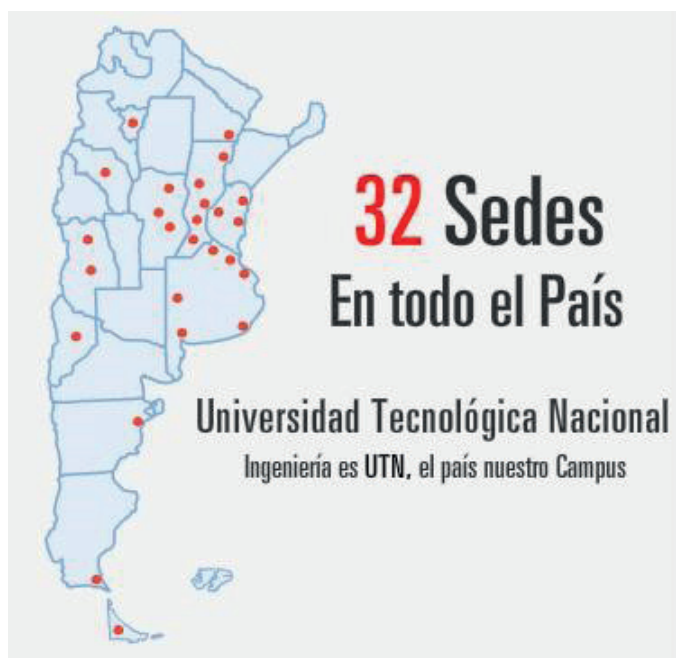 32 Sedes
En todo el País
Universidad Tecnológica Nacional
Ingeniería es UTN, el país nuestro Campus